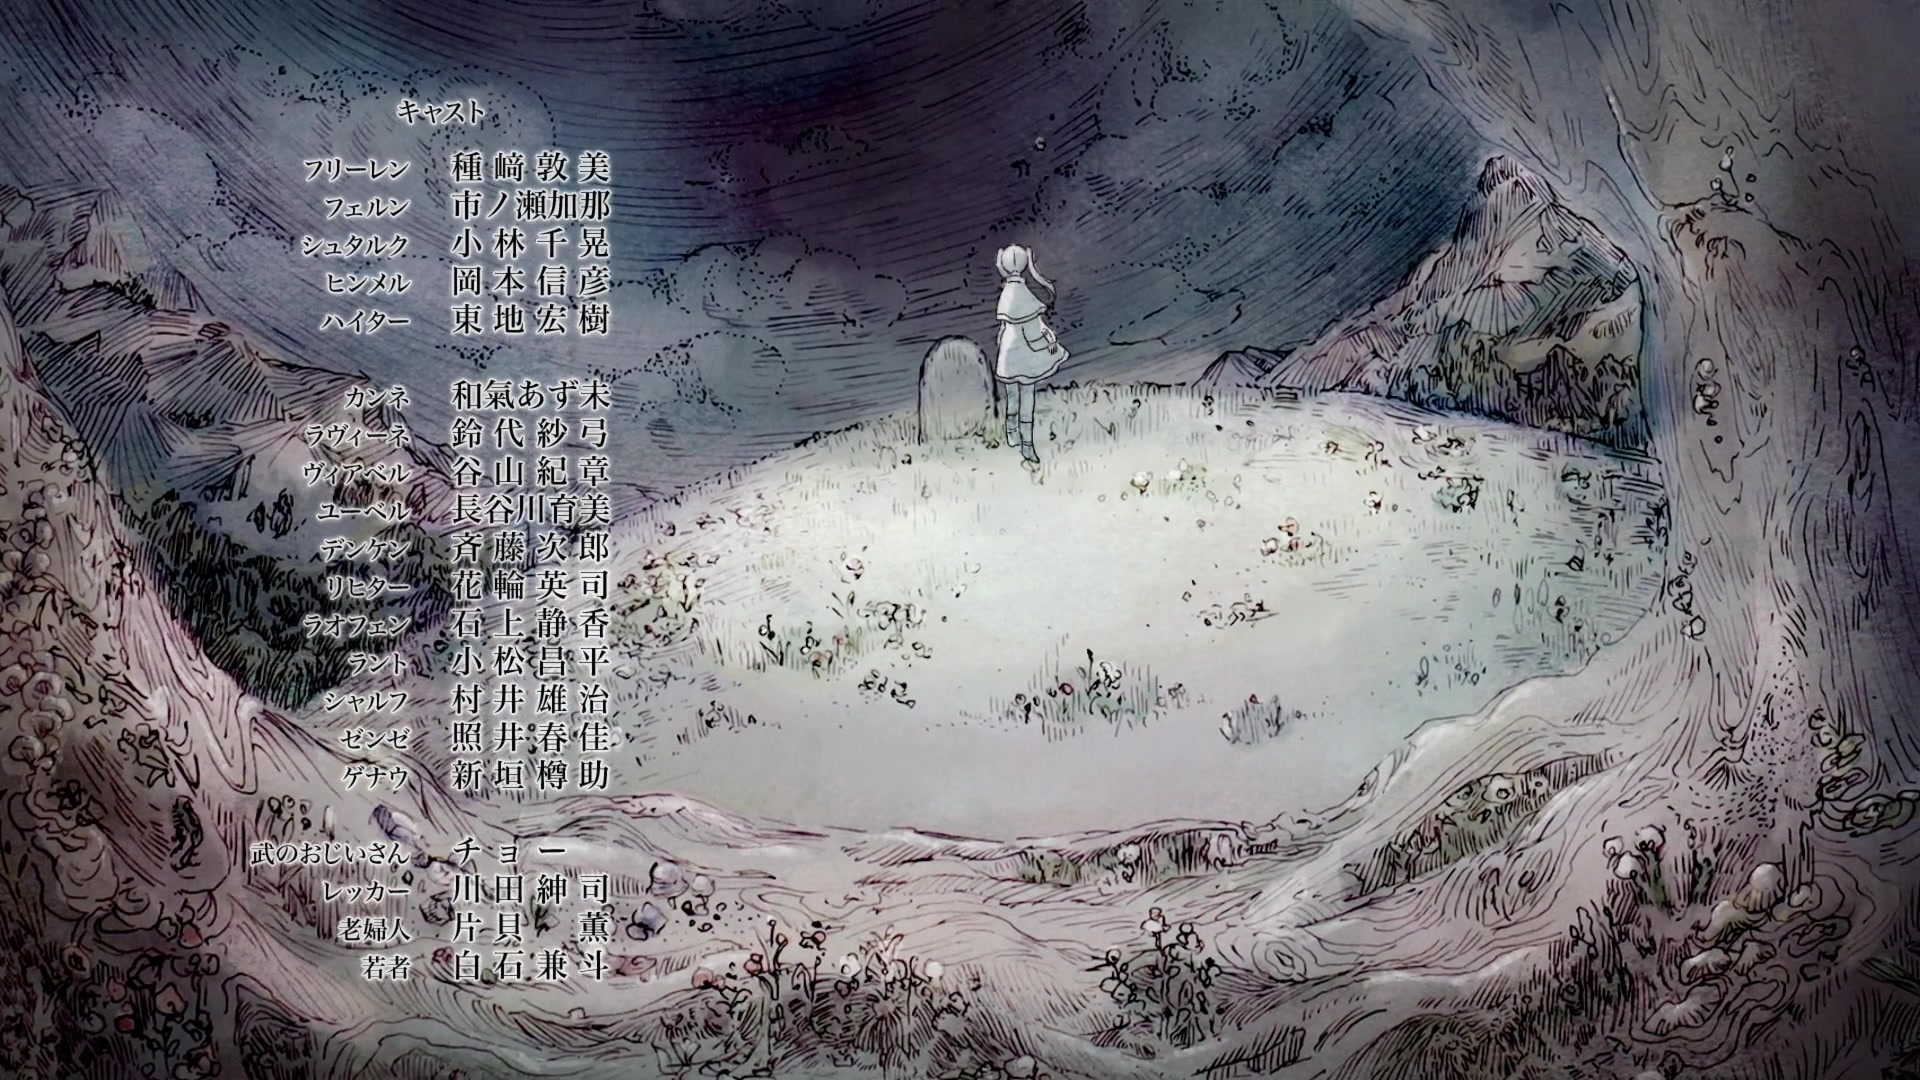 キャスト
フリーレン 種﨑敦美
フェルン 市ノ瀬加那
シュタルク 小林千晃
ヒンメル 岡本信彦
ハイター 東地宏樹
カンネ 和氣あず未
ラヴィーネ 鈴代紗弓
ヴィアベル 谷山紀章
ユーベル 長谷川育美
デンケン 斉藤次郎
リヒター 花輪英司
ラオフェン 石上静香
ラント 小松昌平
シャルフ 村井雄治
ゼンゼ 照井春佳
ゲナウ 新垣樽助
武のおじいさん チョー
レッカー 川田紳司
老婦人 片貝薫
若者 白石兼斗